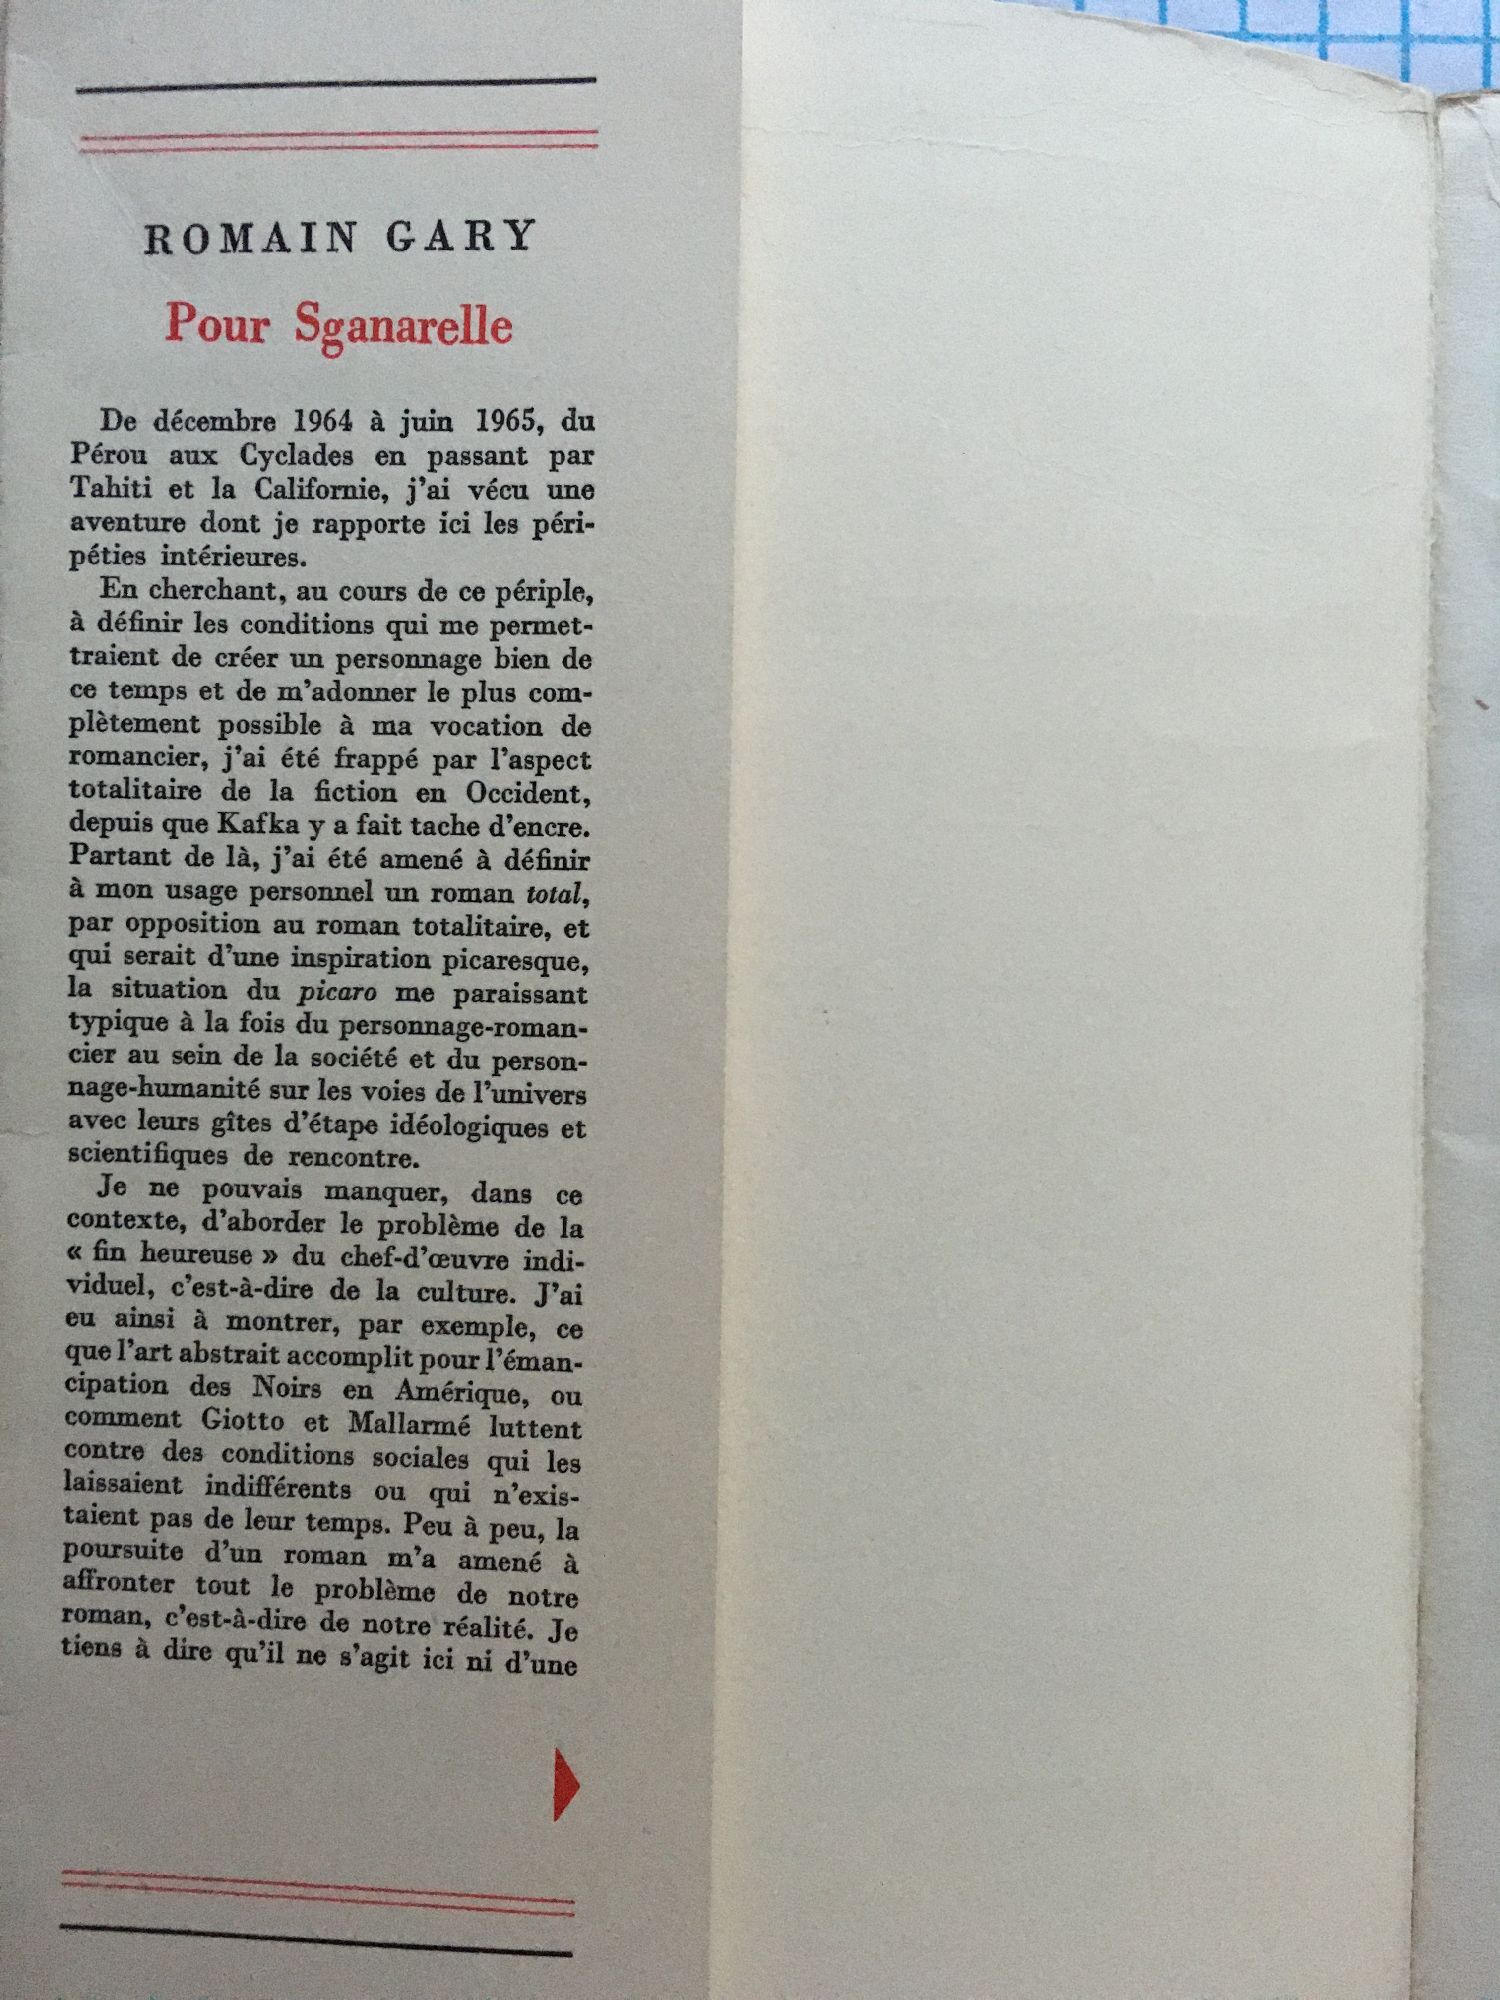 ROMAIN GARY
Pour Sganarelle
De décembre 1964 à juin 1965, du
Pérou aux Cyclades en passant par
Tahiti et la Californie, j'ai vécu une
aventure dont je rapporte ici les péri-
péties intérieures.
En cherchant, au cours de ce périple,
à définir les conditions qui me permet-
traient de créer un personnage bien de
ce temps et de m'adonner le plus com-
plètement possible à ma vocation de
romancier, j'ai été frappé par l'aspect
totalitaire de la fiction en Occident,
depuis que Kafka y a fait tache d'encre.
Partant de là, j'ai été amené à définir
à mon usage personnel un roman total,
par opposition au roman totalitaire, et
qui serait d'une inspiration picaresque,
la situation du picaro me paraissant
typique à la fois du personnage-roman-
cier au sein de la société et du person-
nage-humanité sur les voies de l'univers
avec leurs gîtes d'étape idéologiques et
scientifiques de rencontre.
Je ne pouvais manquer, dans ce
contexte, d'aborder le problème de la
« fin heureuse » du chef-d'œuvre indi-
viduel, c'est-à-dire de la culture. J'ai
eu ainsi à montrer, par exemple, ce
que l'art abstrait accomplit pour l'éman-
cipation des Noirs en Amérique, ou
comment Giotto et Mallarmé luttent
contre des conditions sociales qui les
laissaient indifférents ou qui n'exis-
taient pas de leur temps. Peu à peu, la
poursuite d'un roman m'a amené à
affronter tout le problème de notre
roman, c'est-à-dire de notre réalité. Je
tiens à dire qu'il ne s'agit ici ni d'une